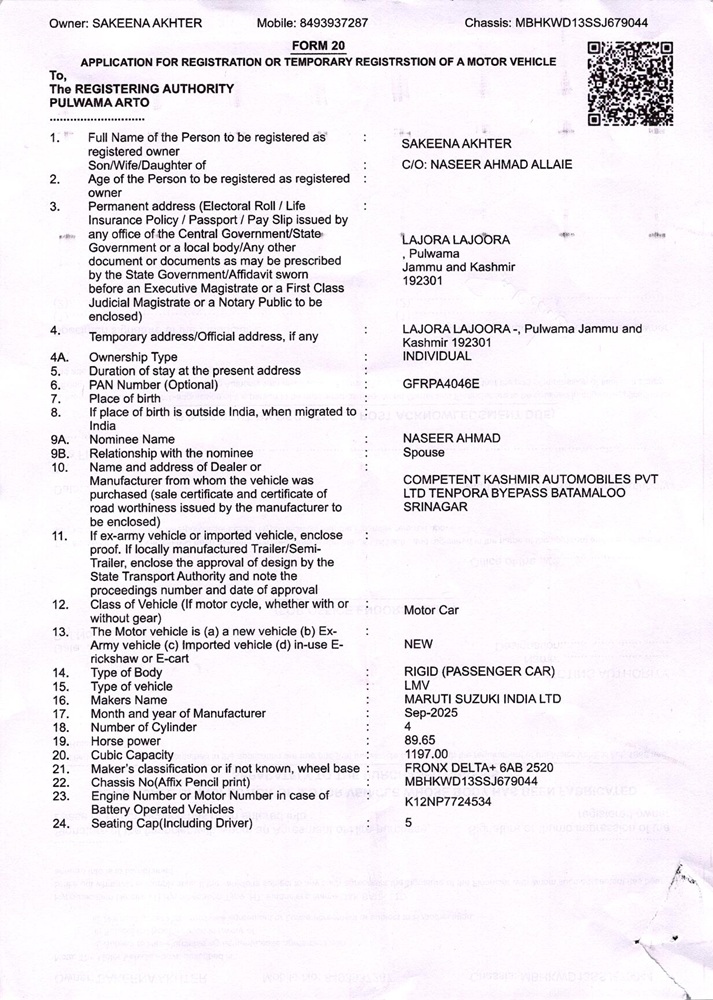 Owner: SAKEENA AKHTER Mobile: 8493937287 Chassis: MBHKWD13SSJ679044
FORM 20
APPLICATION FOR REGISTRATION OR TEMPORARY REGISTRSTION OF A MOTOR VEHICLE
To,
The REGISTERING AUTHORITY
PULWAMA ARTO
............................
1. Full Name of the Person to be registered as : SAKEENA AKHTER
registered owner
Son/Wife/Daughter of : C/O: NASEER AHMAD ALLAIE
2. Age of the Person to be registered as registered :
owner
3. Permanent address (Electoral Roll / Life :
Insurance Policy / Passport / Pay Slip issued by
any office of the Central Government/State
Government or a local body/Any other LAJORA LAJOORA
document or documents as may be prescribed , Pulwama
by the State Government/Affidavit sworn Jammu and Kashmir
before an Executive Magistrate or a First Class 192301
Judicial Magistrate or a Notary Public to be
enclosed)
4. Temporary address/Official address, if any : LAJORA LAJOORA -, Pulwama Jammu and
Kashmir 192301
4A. Ownership Type : INDIVIDUAL
5. Duration of stay at the present address :
6. PAN Number (Optional) : GFRPA4046E
7. Place of birth :
8. If place of birth is outside India, when migrated to :
India
9A. Nominee Name : NASEER AHMAD
9B. Relationship with the nominee : Spouse
10. Name and address of Dealer or :
Manufacturer from whom the vehicle was COMPETENT KASHMIR AUTOMOBILES PVT
purchased (sale certificate and certificate of LTD TENPORA BYEPASS BATAMALOO
road worthiness issued by the manufacturer to SRINAGAR
be enclosed)
11. If ex-army vehicle or imported vehicle, enclose :
proof. If locally manufactured Trailer/Semi-
Trailer, enclose the approval of design by the
State Transport Authority and note the
proceedings number and date of approval
12. Class of Vehicle (If motor cycle, whether with or : Motor Car
without gear)
13. The Motor vehicle is (a) a new vehicle (b) Ex- :
Army vehicle (c) Imported vehicle (d) in-use E- NEW
rickshaw or E-cart
14. Type of Body : RIGID (PASSENGER CAR)
15. Type of vehicle : LMV
16. Makers Name : MARUTI SUZUKI INDIA LTD
17. Month and year of Manufacturer : Sep-2025
18. Number of Cylinder : 4
19. Horse power : 89.65
20. Cubic Capacity : 1197.00
21. Maker's classification or if not known, wheel base : FRONX DELTA+ 6AB 2520
22. Chassis No(Affix Pencil print) : MBHKWD13SSJ679044
23. Engine Number or Motor Number in case of : K12NP7724534
Battery Operated Vehicles
24. Seating Cap(Including Driver) : 5